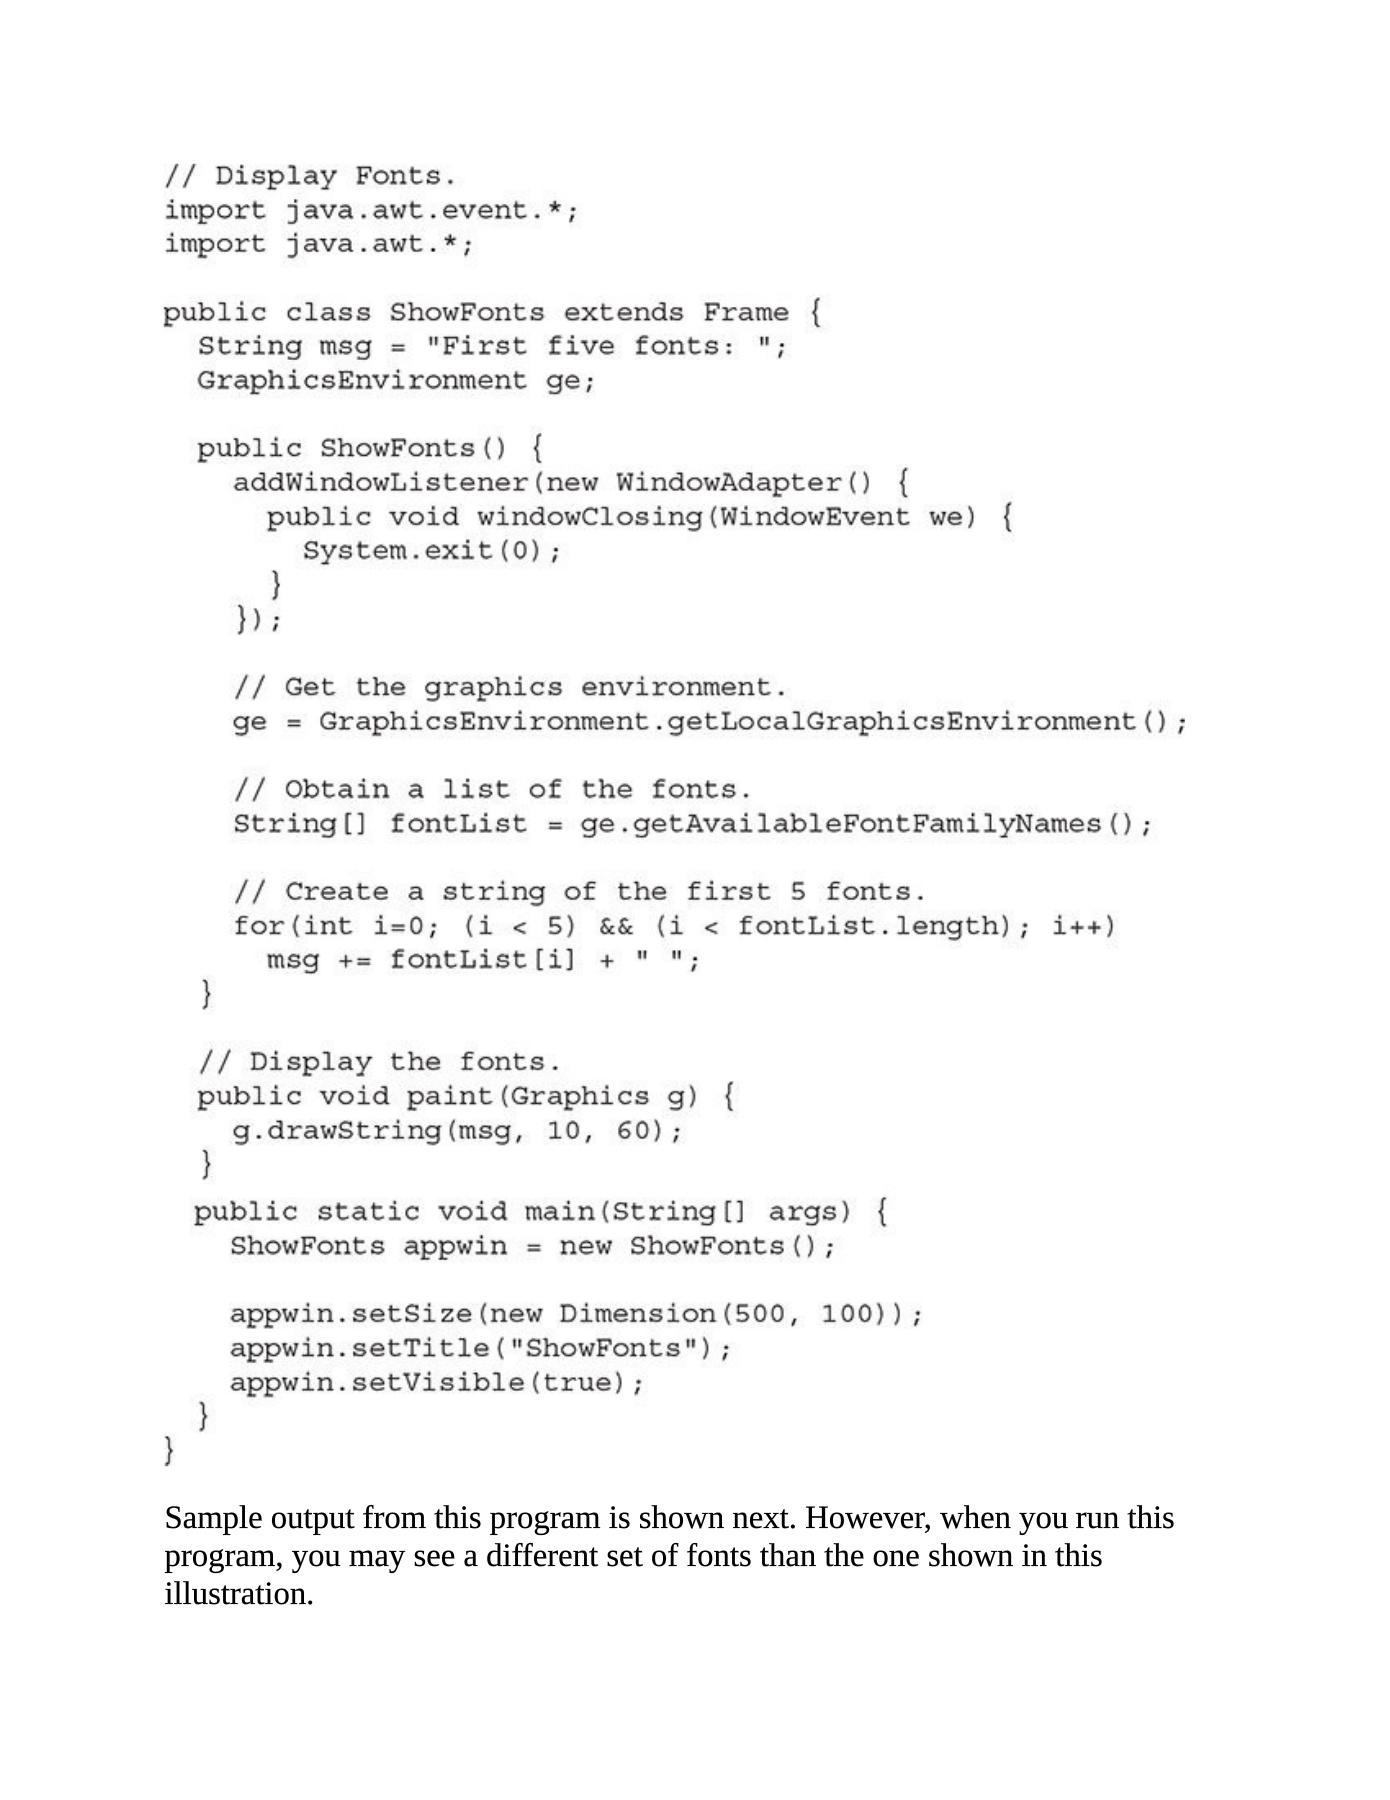 // Display Fonts.
import java.awt.event.*;
import java.awt.*;

public class ShowFonts extends Frame {
  String msg = "First five fonts: ";
  GraphicsEnvironment ge;

  public ShowFonts() {
    addWindowListener(new WindowAdapter() {
      public void windowClosing(WindowEvent we) {
        System.exit(0);
      }
    });

    // Get the graphics environment.
    ge = GraphicsEnvironment.getLocalGraphicsEnvironment();

    // Obtain a list of the fonts.
    String[] fontList = ge.getAvailableFontFamilyNames();

    // Create a string of the first 5 fonts.
    for(int i=0; (i < 5) && (i < fontList.length); i++)
      msg += fontList[i] + " ";
  }

  // Display the fonts.
  public void paint(Graphics g) {
    g.drawString(msg, 10, 60);
  }
  public static void main(String[] args) {
    ShowFonts appwin = new ShowFonts();

    appwin.setSize(new Dimension(500, 100));
    appwin.setTitle("ShowFonts");
    appwin.setVisible(true);
  }
}
Sample output from this program is shown next. However, when you run this
program, you may see a different set of fonts than the one shown in this
illustration.